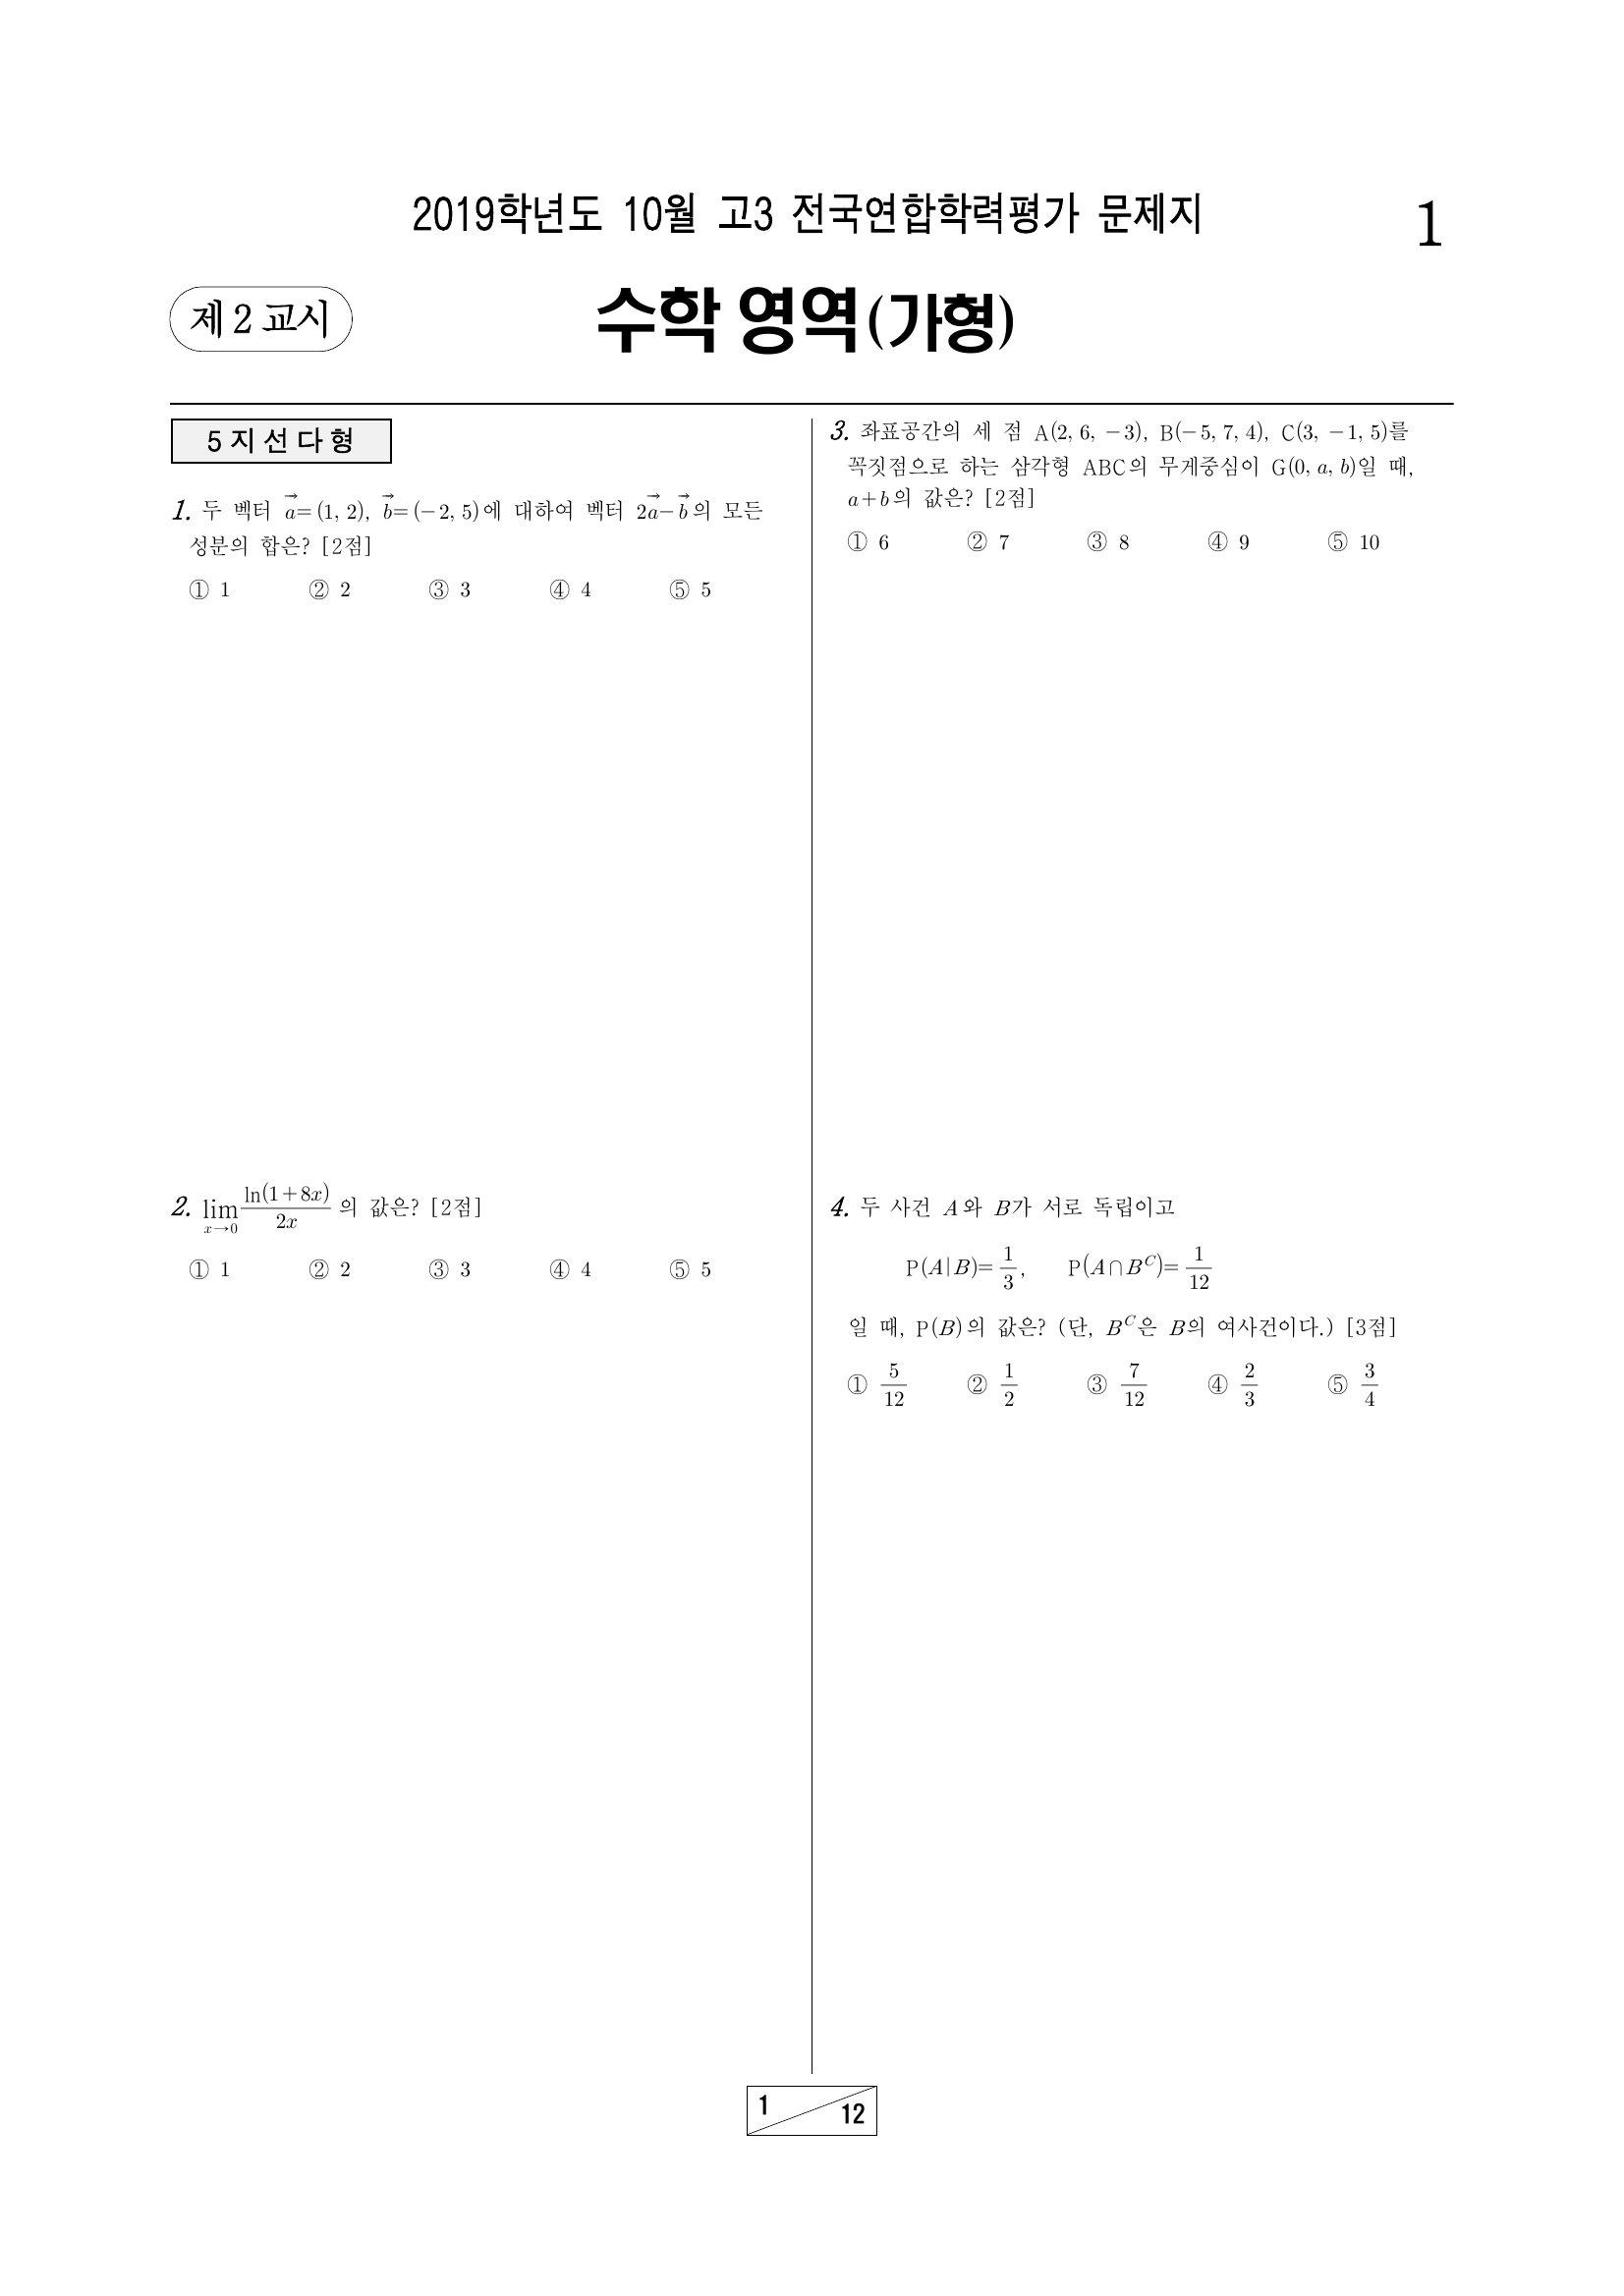 2019학년도 10월 고3 전국연합학력평가 문제지
1
제 2 교시
수학 영역(가형)
5 지 선 다 형
1. 두 벡터 $\vec{a}=(1, 2)$, $\vec{b}=(-2, 5)$에 대하여 벡터 $2\vec{a}-\vec{b}$의 모든
성분의 합은? [2점]
① 1 ② 2 ③ 3 ④ 4 ⑤ 5
2. $\lim_{x \to 0} \frac{\ln(1+8x)}{2x}$의 값은? [2점]
① 1 ② 2 ③ 3 ④ 4 ⑤ 5
3. 좌표공간의 세 점 A(2, 6, −3), B(−5, 7, 4), C(3, −1, 5)를
꼭짓점으로 하는 삼각형 ABC의 무게중심이 G(0, a, b)일 때,
a+b의 값은? [2점]
① 6 ② 7 ③ 8 ④ 9 ⑤ 10
4. 두 사건 A와 B가 서로 독립이고
$P(A|B)=\frac{1}{3}$, $P(A \cap B^C)=\frac{1}{12}$
일 때, P(B)의 값은? (단, $B^C$은 B의 여사건이다.) [3점]
① $\frac{5}{12}$ ② $\frac{1}{2}$ ③ $\frac{7}{12}$ ④ $\frac{2}{3}$ ⑤ $\frac{3}{4}$
1
12